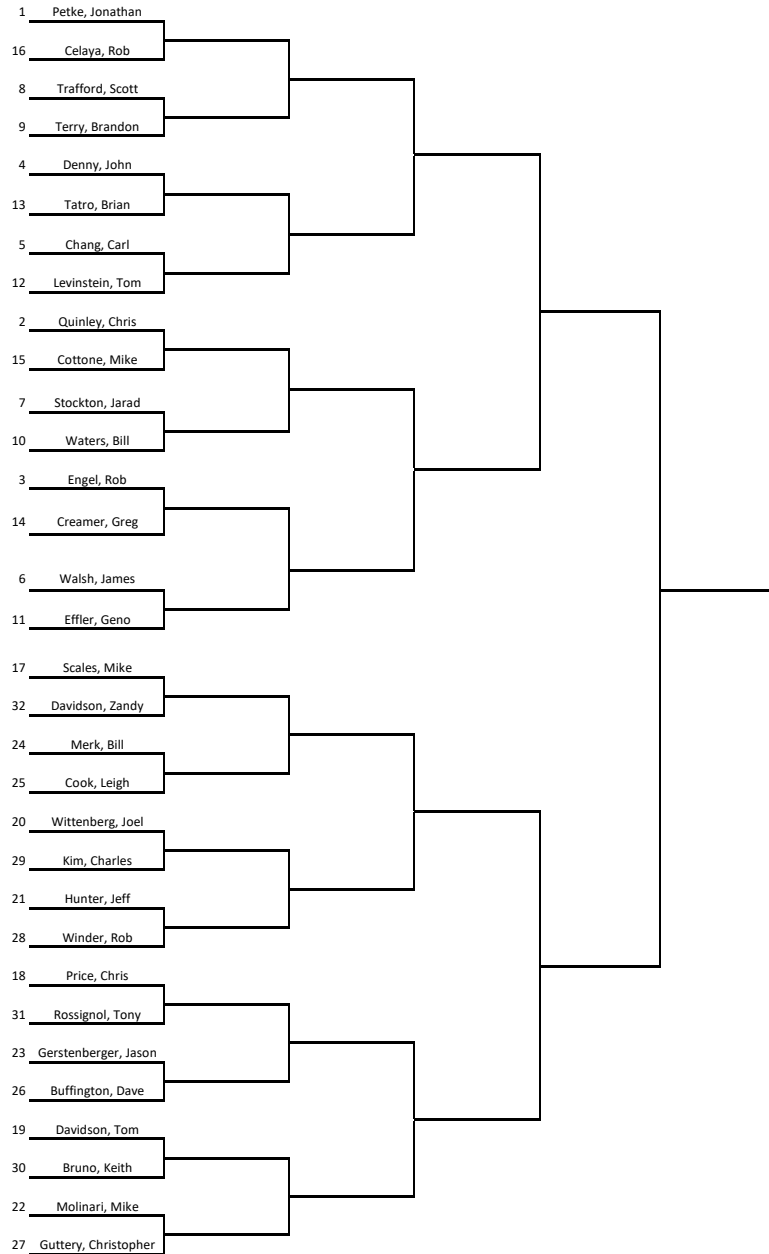 1 Petke, Jonathan
16 Celaya, Rob
8 Trafford, Scott
9 Terry, Brandon
4 Denny, John
13 Tatro, Brian
5 Chang, Carl
12 Levinstein, Tom
2 Quinley, Chris
15 Cottone, Mike
7 Stockton, Jarad
10 Waters, Bill
3 Engel, Rob
14 Creamer, Greg
6 Walsh, James
11 Effler, Geno
17 Scales, Mike
32 Davidson, Zandy
24 Merk, Bill
25 Cook, Leigh
20 Wittenberg, Joel
29 Kim, Charles
21 Hunter, Jeff
28 Winder, Rob
18 Price, Chris
31 Rossignol, Tony
23 Gerstenberger, Jason
26 Buffington, Dave
19 Davidson, Tom
30 Bruno, Keith
22 Molinari, Mike
27 Guttery, Christopher